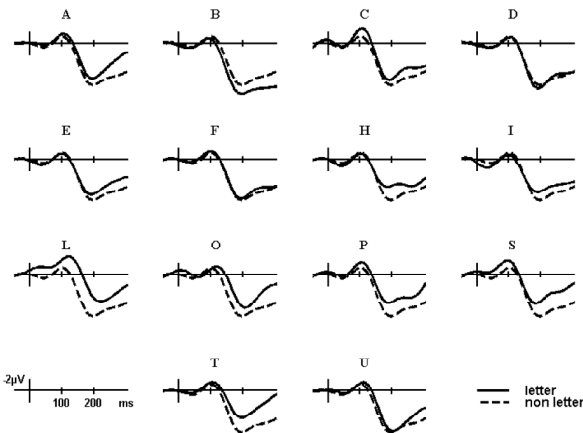 A B C D
E F H I
L O P S
T U
-2µV
100 200 ms
letter
non letter